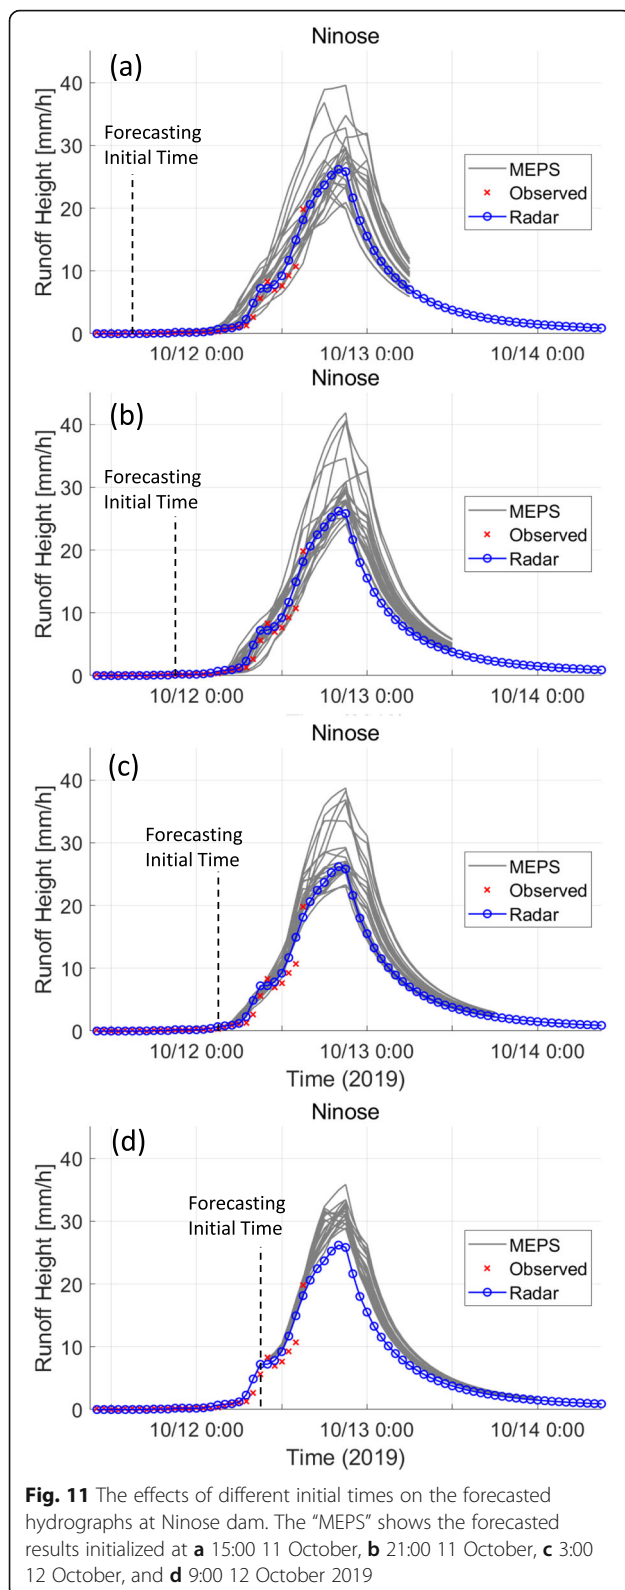 Ninose
(a)
40
30
20
10
0
Runoff Height [mm/h]
Forecasting
Initial Time
MEPS
Observed
Radar
10/12 0:00
10/13 0:00
10/14 0:00
Ninose
(b)
40
30
20
10
0
Runoff Height [mm/h]
Forecasting
Initial Time
MEPS
Observed
Radar
10/12 0:00
10/13 0:00
10/14 0:00
Ninose
(c)
40
30
20
10
0
Runoff Height [mm/h]
Forecasting
Initial Time
MEPS
Observed
Radar
10/12 0:00
10/13 0:00
10/14 0:00
Time (2019)
Ninose
(d)
40
30
20
10
0
Runoff Height [mm/h]
Forecasting
Initial Time
MEPS
Observed
Radar
10/12 0:00
10/13 0:00
10/14 0:00
Time (2019)
Fig. 11 The effects of different initial times on the forecasted
hydrographs at Ninose dam. The “MEPS” shows the forecasted
results initialized at a 15:00 11 October, b 21:00 11 October, c 3:00
12 October, and d 9:00 12 October 2019